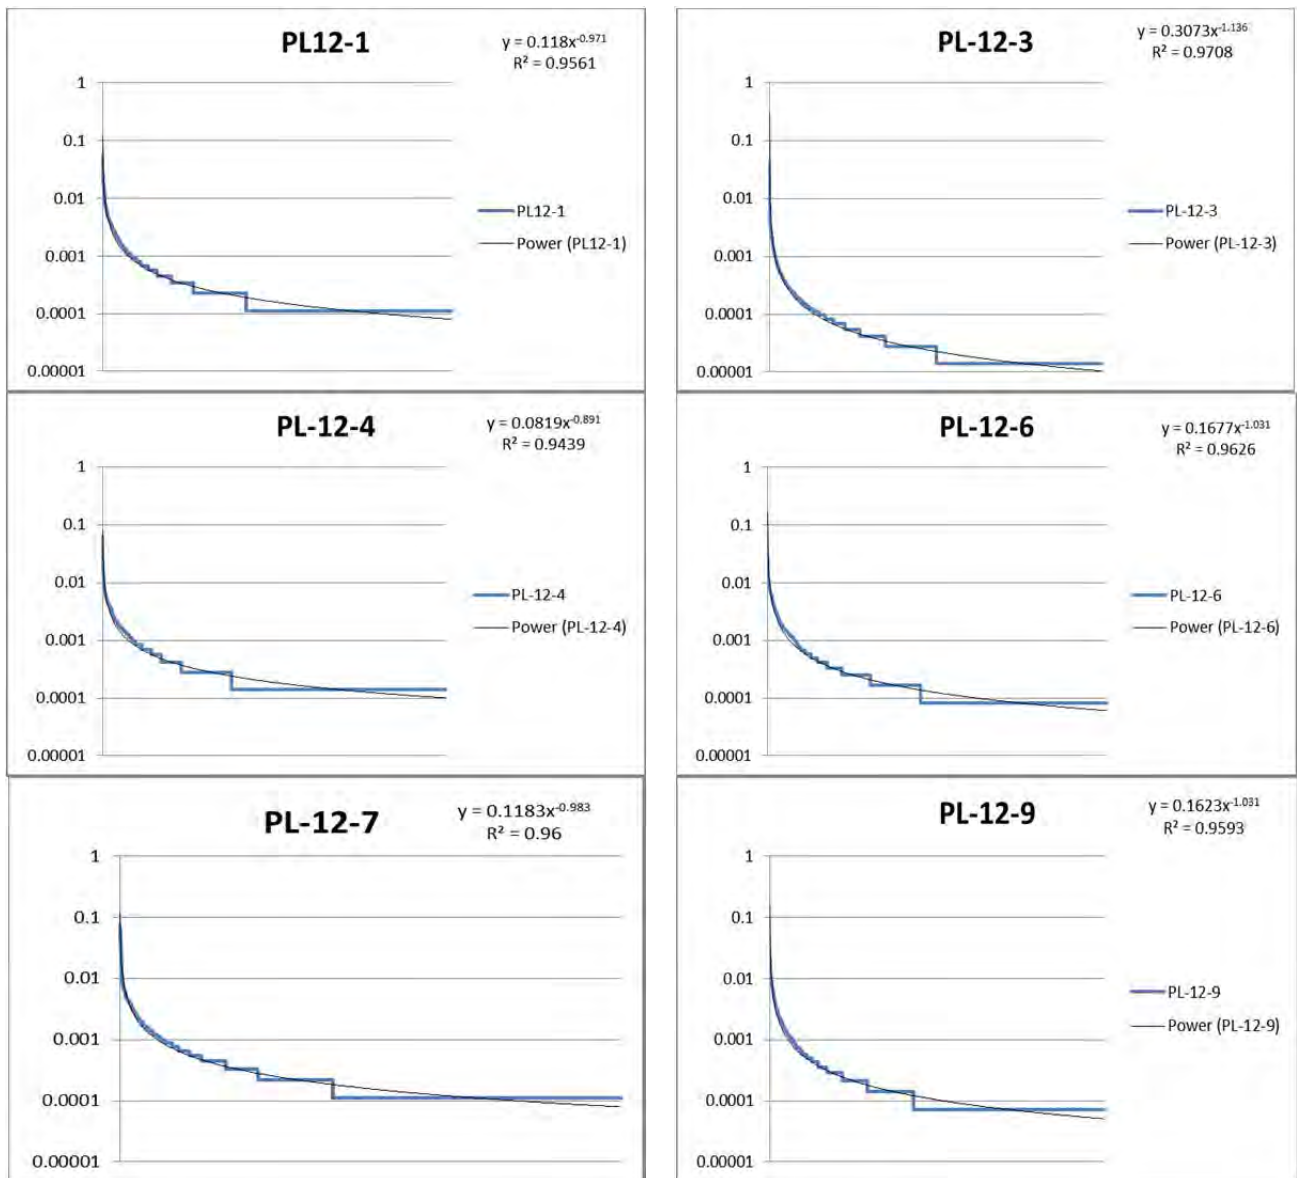 PL12-1
y = 0.118x^-0.971
R² = 0.9561
1
0.1
0.01
0.001
0.0001
0.00001
PL12-1
Power (PL12-1)
PL-12-3
y = 0.3073x^-1.136
R² = 0.9708
1
0.1
0.01
0.001
0.0001
0.00001
PL-12-3
Power (PL-12-3)
PL-12-4
y = 0.0819x^-0.891
R² = 0.9439
1
0.1
0.01
0.001
0.0001
0.00001
PL-12-4
Power (PL-12-4)
PL-12-6
y = 0.1677x^-1.031
R² = 0.9626
1
0.1
0.01
0.001
0.0001
0.00001
PL-12-6
Power (PL-12-6)
PL-12-7
y = 0.1183x^-0.983
R² = 0.96
1
0.1
0.01
0.001
0.0001
0.00001
PL-12-9
y = 0.1623x^-1.031
R² = 0.9593
1
0.1
0.01
0.001
0.0001
0.00001
PL-12-9
Power (PL-12-9)